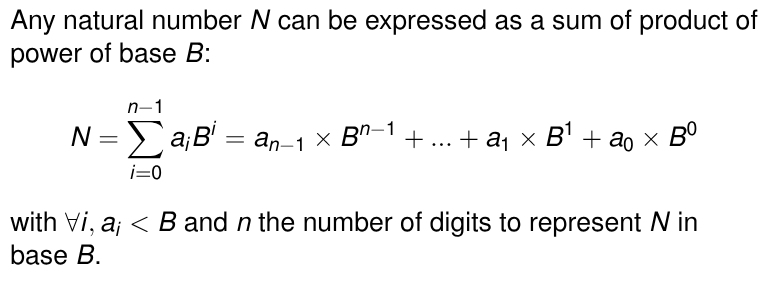 Any natural number N can be expressed as a sum of product of
power of base B:
N = \sum_{i=0}^{n-1} a_i B^i = a_{n-1} × B^{n-1} + ... + a_1 × B^1 + a_0 × B^0
with ∀i, a_i < B and n the number of digits to represent N in
base B.